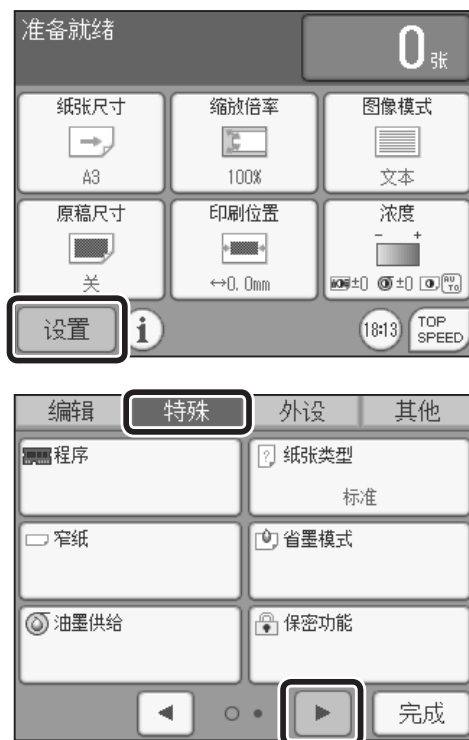 准备就绪
0张
纸张尺寸 缩放倍率 图像模式
A3 100% 文本
原稿尺寸 印刷位置 浓度
- +
关 ↔0.0mm ±0 ±0 AUTO
设置 i 18:13 TOP SPEED
编辑 特殊 外设 其他
程序 ? 纸张类型
标准
窄纸 省墨模式
油墨供给 保密功能
◀ ○ • ▶ 完成